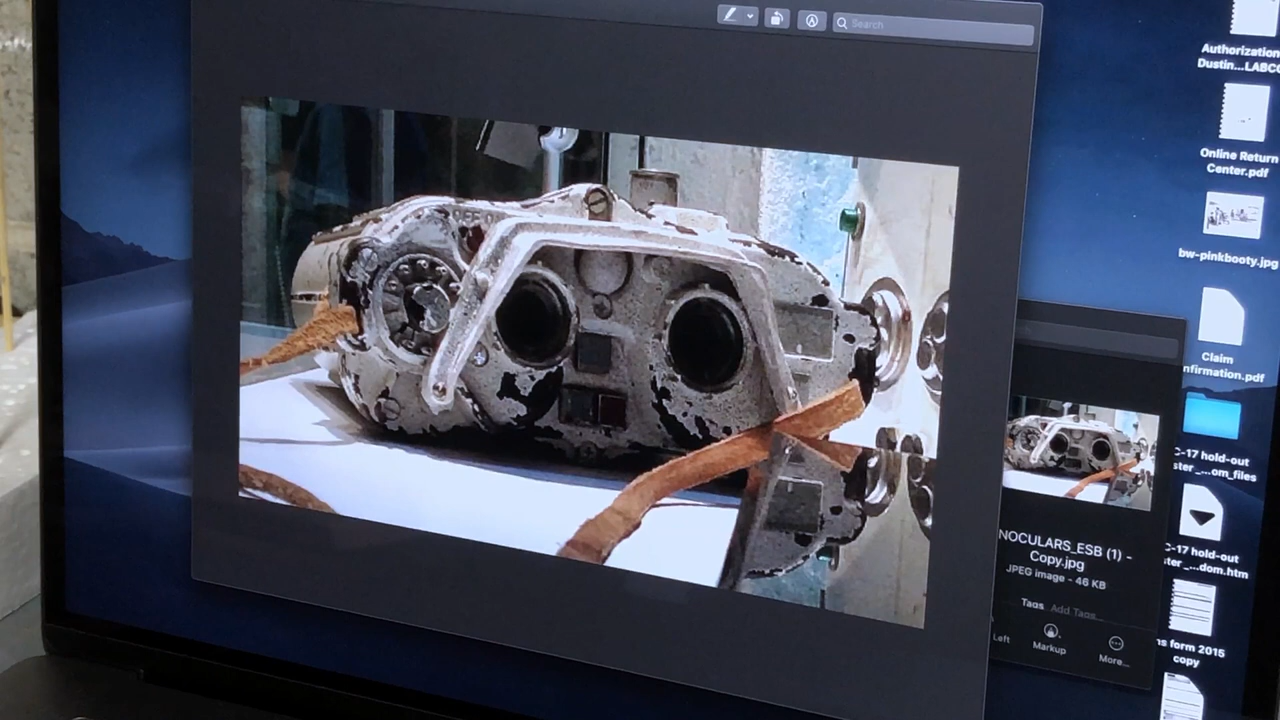 Search
Authorization
Dustin...LABCO
Online Return
Center.pdf
bw-pinkbooty.jpg
Claim
nfirmation.pdf
C-17 hold-out
ster_...om_files
NOCULARS_ESB (1) -
Copy.jpg
JPEG image - 46 KB
Tags Add Tags...
Left
Markup
More...
C-17 hold-out
ster_...dom.htm
ns form 2015
copy